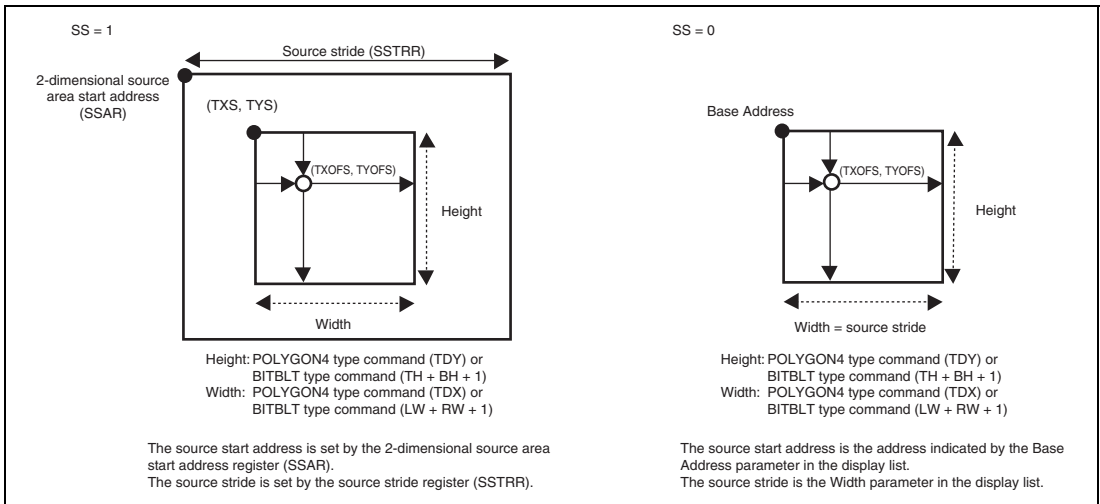 SS = 1
Source stride (SSTRR)
2-dimensional source
area start address
(SSAR)
(TXS, TYS)
(TXOFS, TYOFS)
Height
Width
Height: POLYGON4 type command (TDY) or
BITBLT type command (TH + BH + 1)
Width: POLYGON4 type command (TDX) or
BITBLT type command (LW + RW + 1)
The source start address is set by the 2-dimensional source area
start address register (SSAR).
The source stride is set by the source stride register (SSTRR).
SS = 0
Base Address
(TXOFS, TYOFS)
Height
Width = source stride
Height: POLYGON4 type command (TDY) or
BITBLT type command (TH + BH + 1)
Width: POLYGON4 type command (TDX) or
BITBLT type command (LW + RW + 1)
The source start address is the address indicated by the Base
Address parameter in the display list.
The source stride is the Width parameter in the display list.